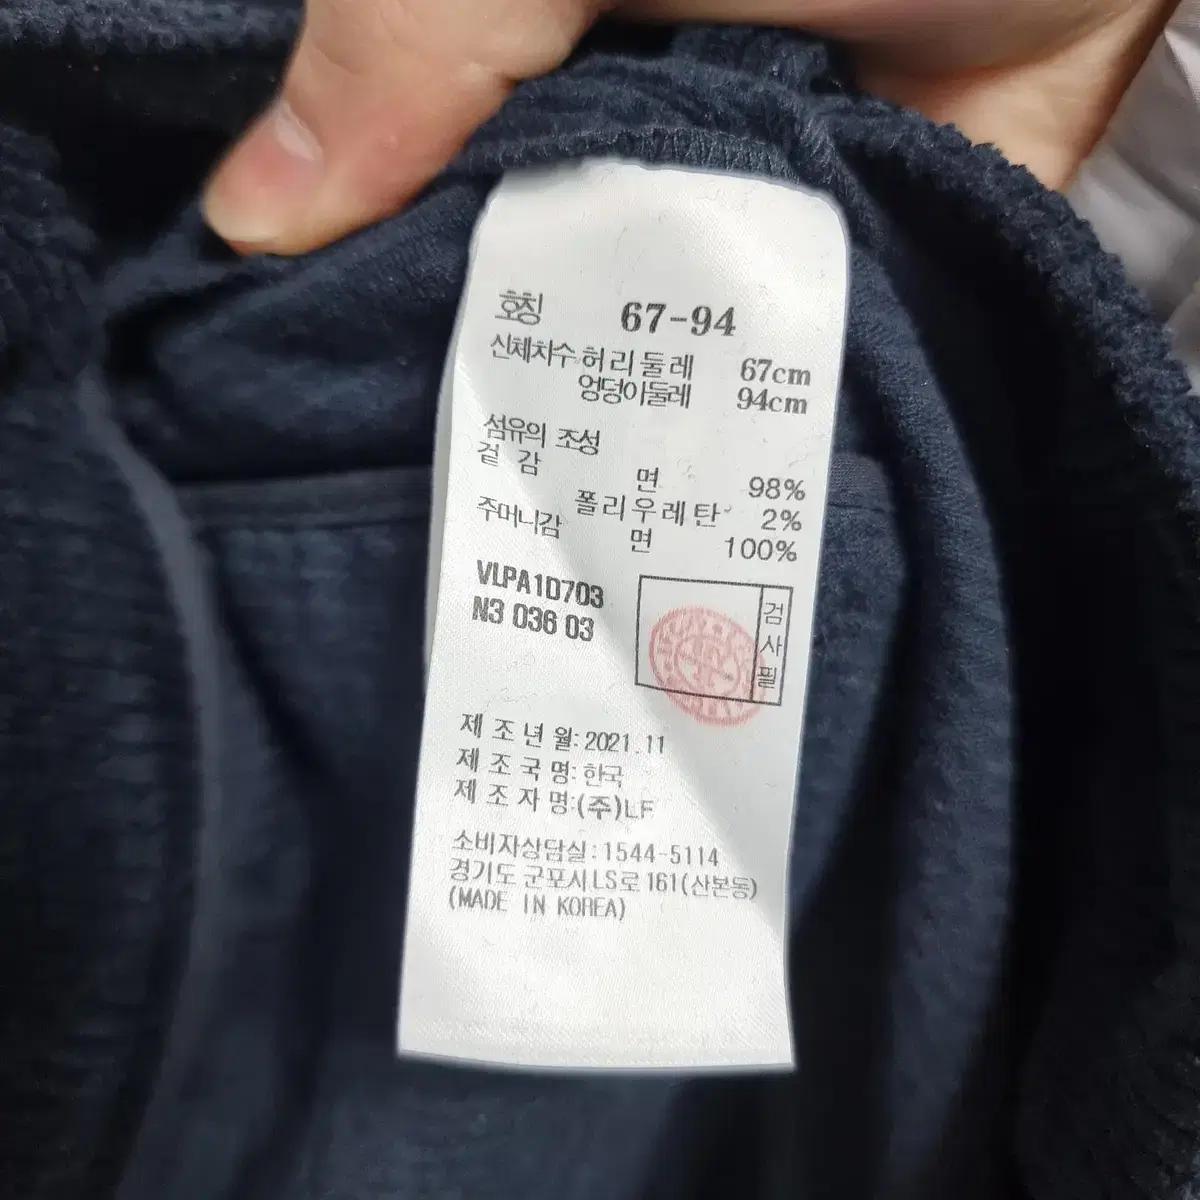 호칭 67-94
신체치수 허리둘레 67cm
엉덩이둘레 94cm
섬유의 조성
겉 감 면 98%
폴리우레탄 2%
주머니감 면 100%
VLPA1D703
N3 036 03
검사필
제조년월: 2021.11
제조국명: 한국
제조자명:(주)LF
소비자상담실:1544-5114
경기도 군포시LS로161(산본동)
(MADE IN KOREA)